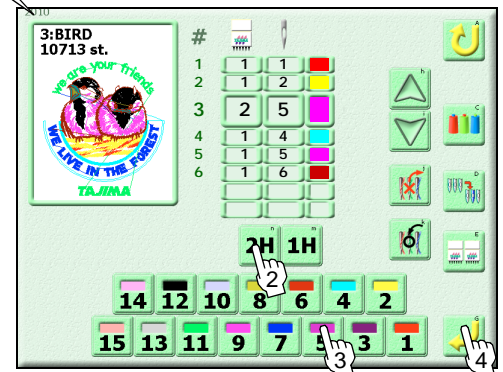 2010
3:BIRD
10713 st.
we are your friends
WE LIVE IN THE FOREST
TAJIMA
#
1 1 1
2 1 2
3 2 5
4 1 4
5 1 5
6 1 6
2H 1H
14 12 10 8 6 4 2
15 13 11 9 7 5 3 1
2
3
4
A
h
D
E
n
m
G